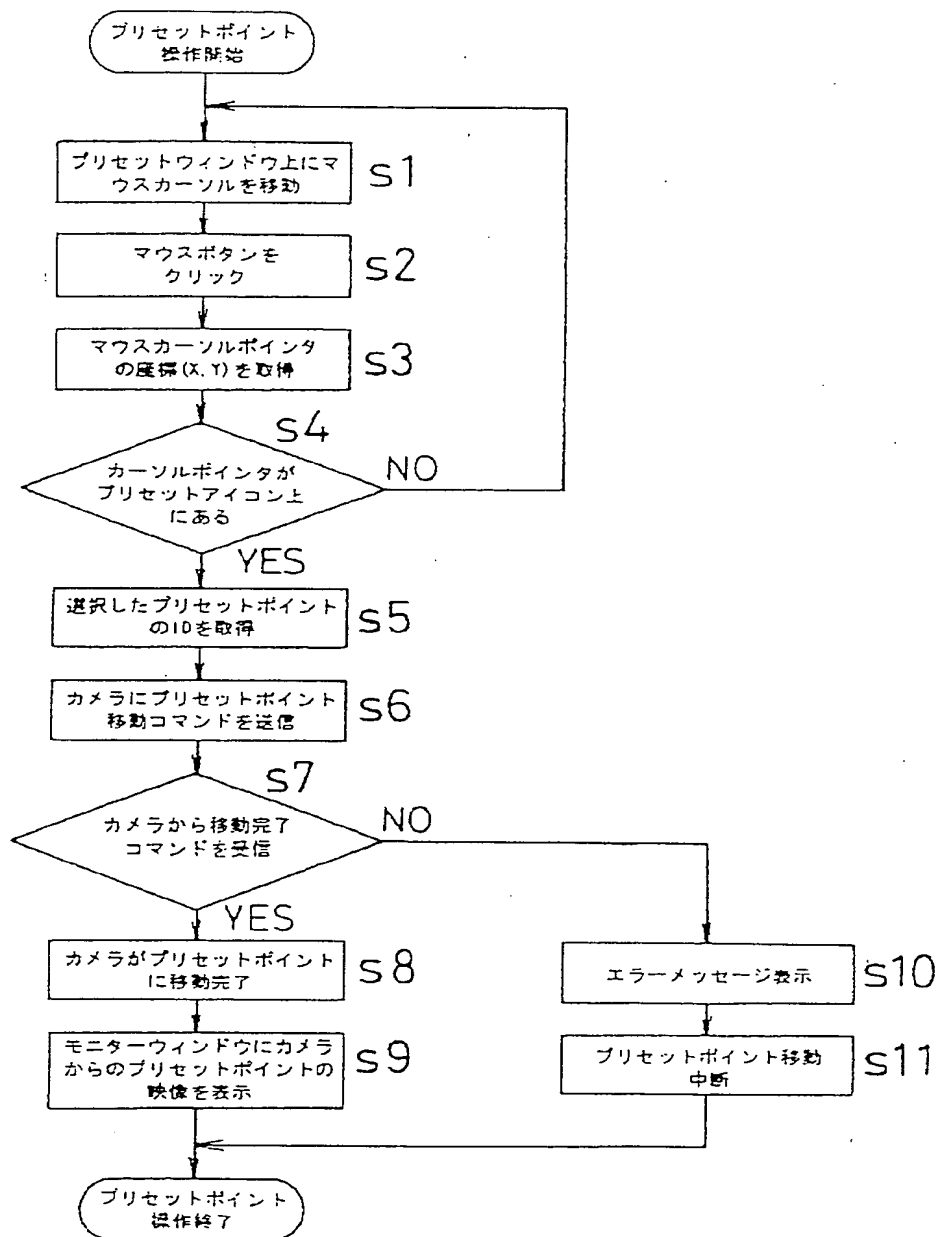 プリセットポイント
操作開始
プリセットウィンドウ上にマ
ウスカーソルを移動
s1
マウスボタンを
クリック
s2
マウスカーソルポインタ
の座標(X,Y)を取得
s3
s4
カーソルポインタが
プリセットアイコン上
にある
NO
YES
選択したプリセットポイント
のIDを取得
s5
カメラにプリセットポイント
移動コマンドを送信
s6
s7
カメラから移動完了
コマンドを受信
NO
YES
カメラがプリセットポイント
に移動完了
s8
モニターウィンドウにカメラ
からのプリセットポイントの
映像を表示
s9
エラーメッセージ表示
s10
プリセットポイント移動
中断
s11
プリセットポイント
操作終了